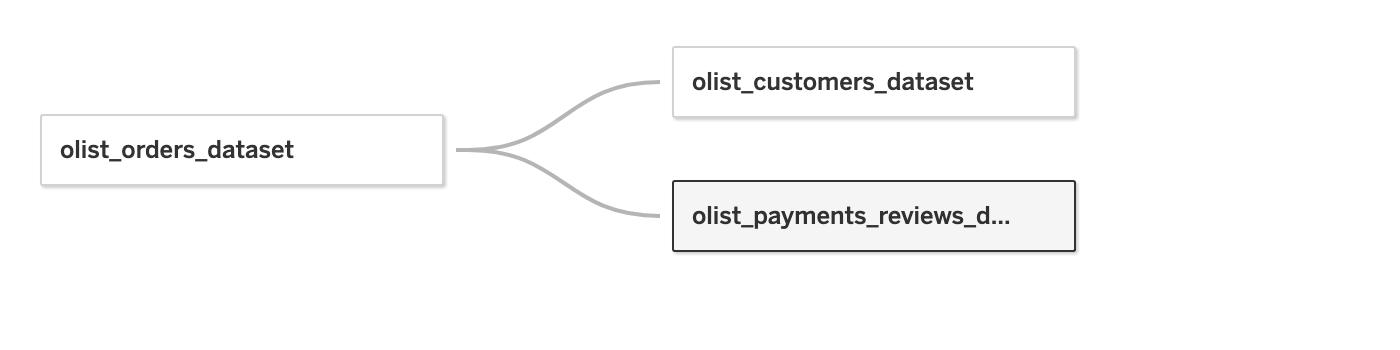 olist_customers_dataset
olist_orders_dataset
olist_payments_reviews_d...